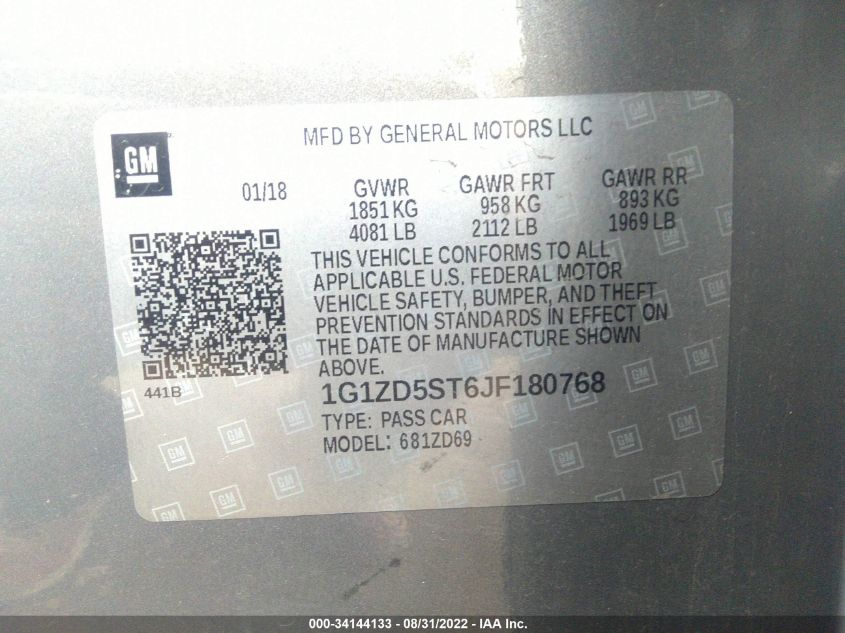 MFD BY GENERAL MOTORS LLC
GM
01/18
GVWR GAWR FRT GAWR RR
1851 KG 958 KG 893 KG
4081 LB 2112 LB 1969 LB
THIS VEHICLE CONFORMS TO ALL
APPLICABLE U.S. FEDERAL MOTOR
VEHICLE SAFETY, BUMPER, AND THEFT
PREVENTION STANDARDS IN EFFECT ON
THE DATE OF MANUFACTURE SHOWN
ABOVE.
441B
1G1ZD5ST6JF180768
TYPE: PASS CAR
MODEL: 681ZD69
000-34144133 - 08/31/2022 - IAA Inc.